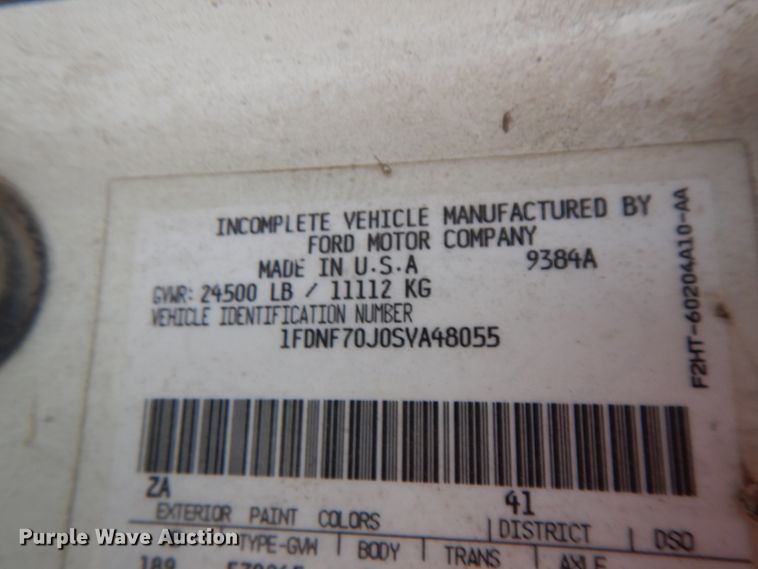 INCOMPLETE VEHICLE MANUFACTURED BY
FORD MOTOR COMPANY
MADE IN U.S.A 9384A
GVWR: 24500 LB / 11112 KG
VEHICLE IDENTIFICATION NUMBER
1FDNF70J0SVA48055
F2HT-60204A10-AA
ZA 41
EXTERIOR PAINT COLORS DISTRICT DSO
TYPE-GVW BODY TRANS AXLE
189
Purple Wave Auction